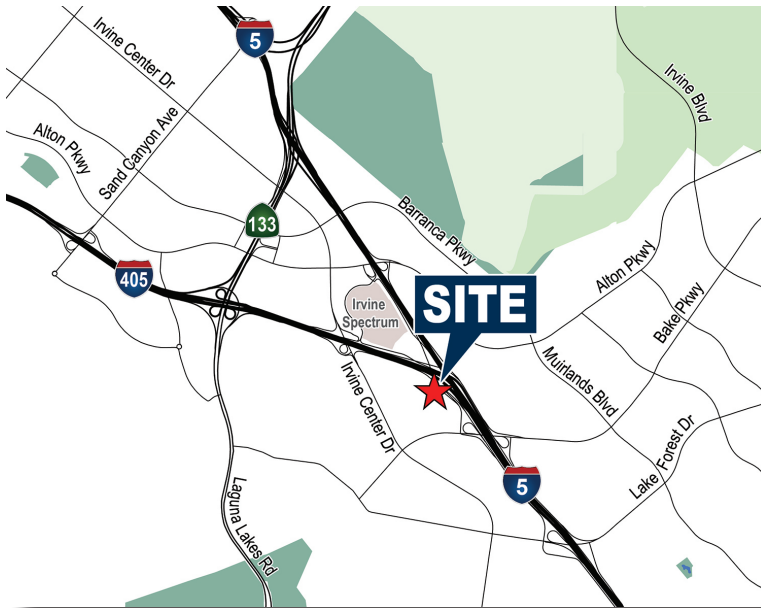 5
Irvine Center Dr
Irvine Blvd
Alton Pkwy
Sand Canyon Ave
133
Barranca Pkwy
405
Alton Pkwy
Irvine
Spectrum
SITE
Bake Pkwy
Muirlands Blvd
Irvine Center Dr
Lake Forest Dr
5
Laguna Lakes Rd